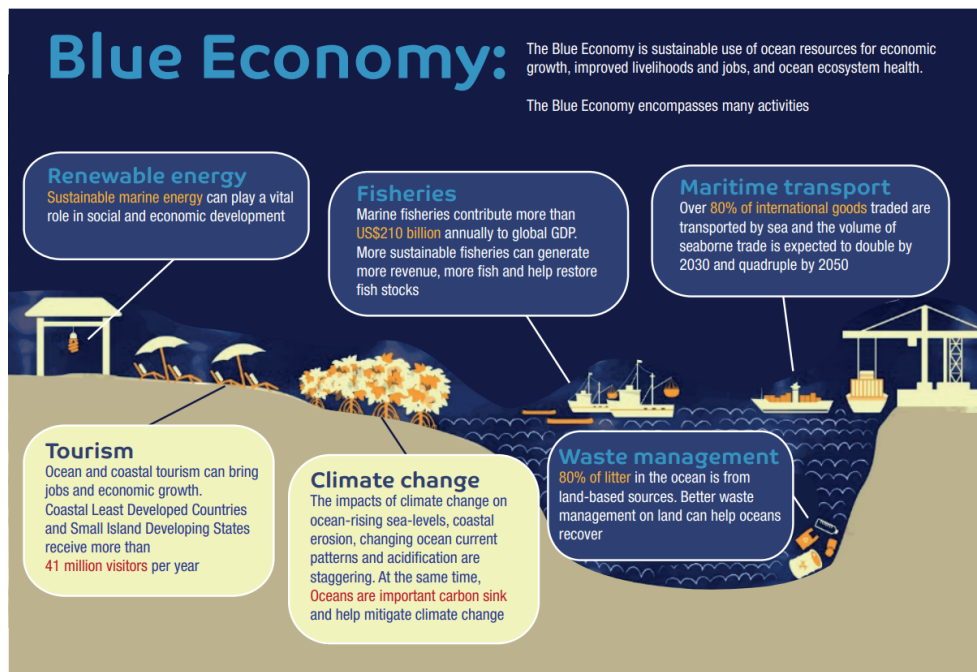 Blue Economy:
The Blue Economy is sustainable use of ocean resources for economic
growth, improved livelihoods and jobs, and ocean ecosystem health.
The Blue Economy encompasses many activities
Renewable energy
Sustainable marine energy can play a vital
role in social and economic development
Fisheries
Marine fisheries contribute more than
US$210 billion annually to global GDP.
More sustainable fisheries can generate
more revenue, more fish and help restore
fish stocks
Maritime transport
Over 80% of international goods traded are
transported by sea and the volume of
seaborne trade is expected to double by
2030 and quadruple by 2050
Tourism
Ocean and coastal tourism can bring
jobs and economic growth.
Coastal Least Developed Countries
and Small Island Developing States
receive more than
41 million visitors per year
Climate change
The impacts of climate change on
ocean-rising sea-levels, coastal
erosion, changing ocean current
patterns and acidification are
staggering. At the same time,
Oceans are important carbon sink
and help mitigate climate change
Waste management
80% of litter in the ocean is from
land-based sources. Better waste
management on land can help oceans
recover